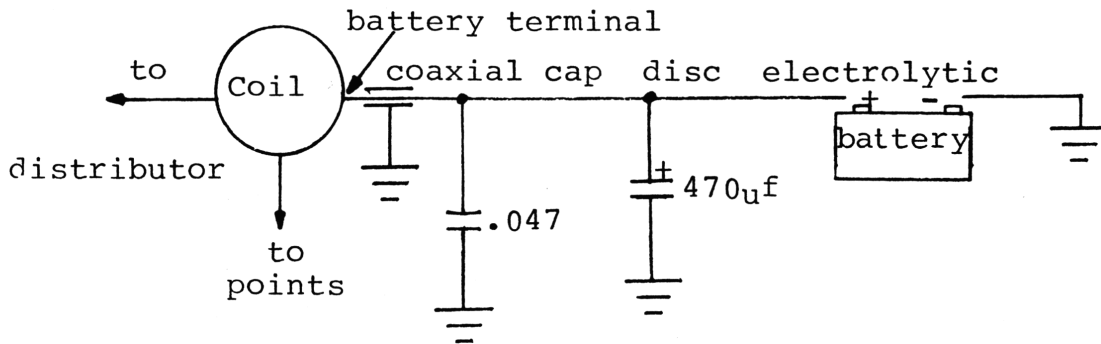 battery terminal
to
Coil
coaxial cap disc electrolytic
+ -
battery
distributor
+
470uf
.047
to
points